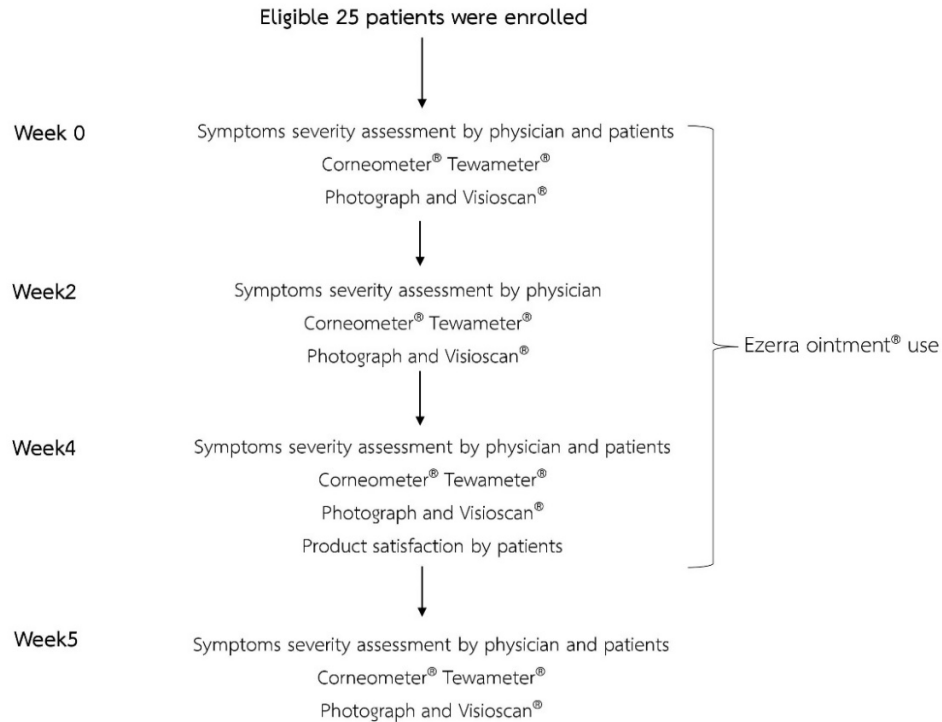 Eligible 25 patients were enrolled
Week 0
Symptoms severity assessment by physician and patients
Corneometer® Tewameter®
Photograph and Visioscan®
Week2
Symptoms severity assessment by physician
Corneometer® Tewameter®
Photograph and Visioscan®
Ezerra ointment® use
Week4
Symptoms severity assessment by physician and patients
Corneometer® Tewameter®
Photograph and Visioscan®
Product satisfaction by patients
Week5
Symptoms severity assessment by physician and patients
Corneometer® Tewameter®
Photograph and Visioscan®